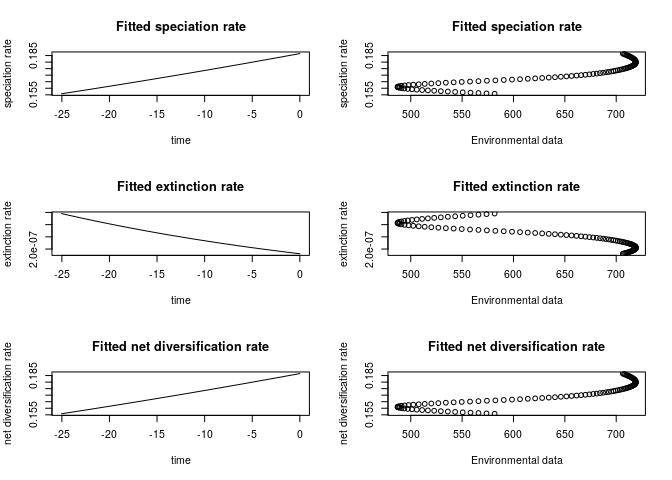 Fitted speciation rate
speciation rate
0.155 0.185
-25 -20 -15 -10 -5 0
time
Fitted speciation rate
speciation rate
0.155 0.185
500 550 600 650 700
Environmental data
Fitted extinction rate
extinction rate
2.0e-07
-25 -20 -15 -10 -5 0
time
Fitted extinction rate
extinction rate
2.0e-07
500 550 600 650 700
Environmental data
Fitted net diversification rate
net diversification rate
0.155 0.185
-25 -20 -15 -10 -5 0
time
Fitted net diversification rate
net diversification rate
0.155 0.185
500 550 600 650 700
Environmental data